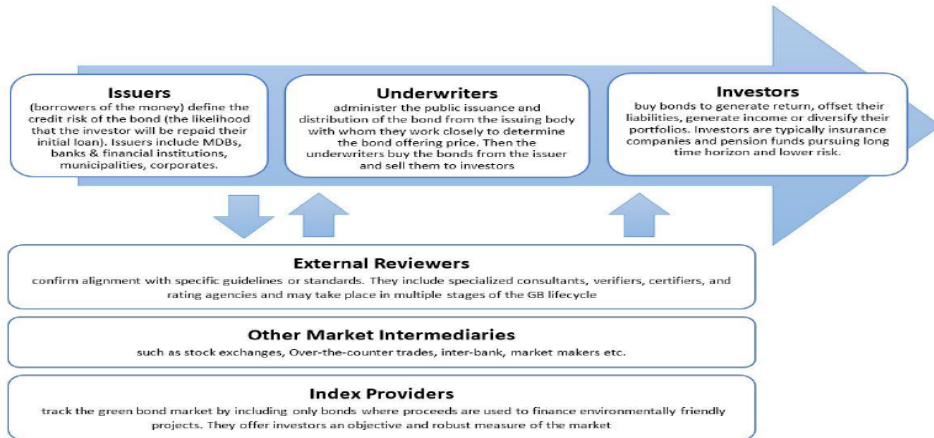 Issuers
(borrowers of the money) define the
credit risk of the bond (the likelihood
that the investor will be repaid their
initial loan). Issuers include MDBs,
banks & financial institutions,
municipalities, corporates.
Underwriters
administer the public issuance and
distribution of the bond from the issuing body
with whom they work closely to determine
the bond offering price. Then the
underwriters buy the bonds from the issuer
and sell them to investors
Investors
buy bonds to generate return, offset their
liabilities, generate income or diversify their
portfolios. Investors are typically insurance
companies and pension funds pursuing long
time horizon and lower risk.
External Reviewers
confirm alignment with specific guidelines or standards. They include specialized consultants, verifiers, certifiers, and
rating agencies and may take place in multiple stages of the GB lifecycle
Other Market Intermediaries
such as stock exchanges, Over-the-counter trades, inter-bank, market makers etc.
Index Providers
track the green bond market by including only bonds where proceeds are used to finance environmentally friendly
projects. They offer investors an objective and robust measure of the market